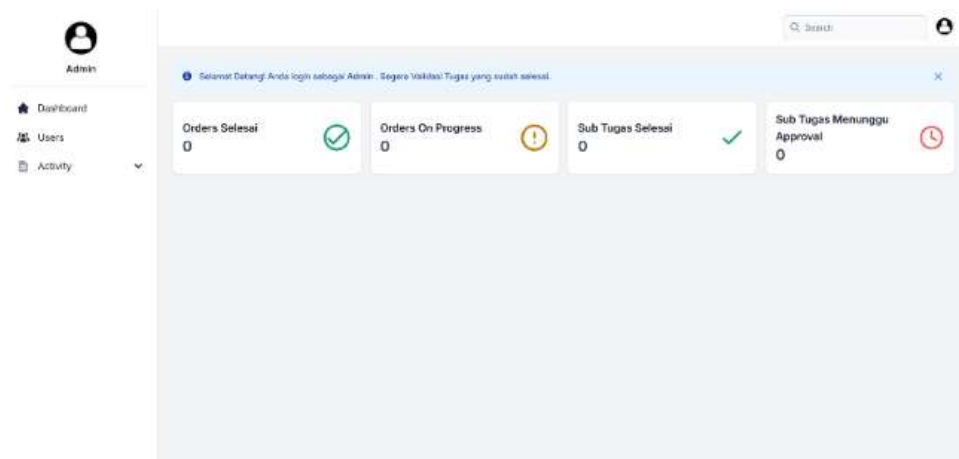 Admin
Dashboard
Users
Activity
Search
Selamat Datang! Anda login sebagai Admin . Segera Validasi Tugas yang sudah selesai.
Orders Selesai
0
Orders On Progress
0
Sub Tugas Selesai
0
Sub Tugas Menunggu
Approval
0